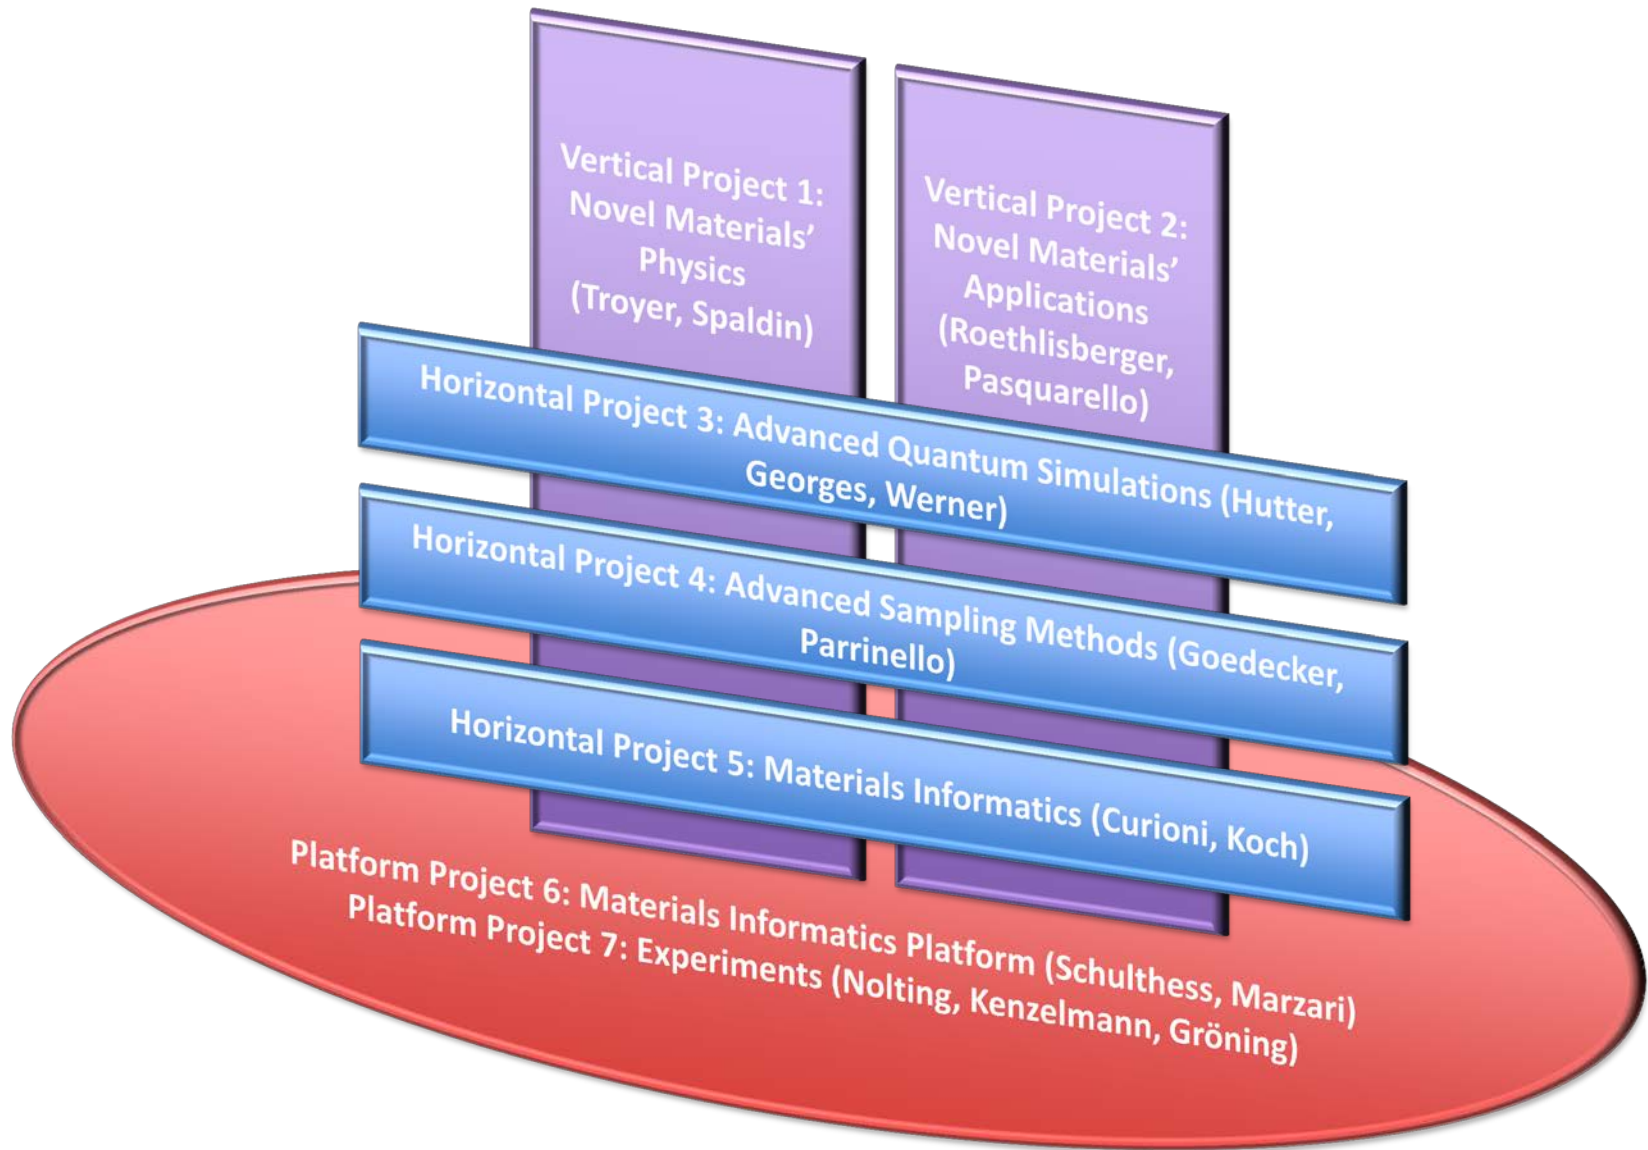 Vertical Project 1:
Novel Materials’
Physics
(Troyer, Spaldin)
Vertical Project 2:
Novel Materials’
Applications
(Roethlisberger,
Pasquarello)
Horizontal Project 3: Advanced Quantum Simulations (Hutter,
Georges, Werner)
Horizontal Project 4: Advanced Sampling Methods (Goedecker,
Parrinello)
Horizontal Project 5: Materials Informatics (Curioni, Koch)
Platform Project 6: Materials Informatics Platform (Schulthess, Marzari)
Platform Project 7: Experiments (Nolting, Kenzelmann, Gröning)